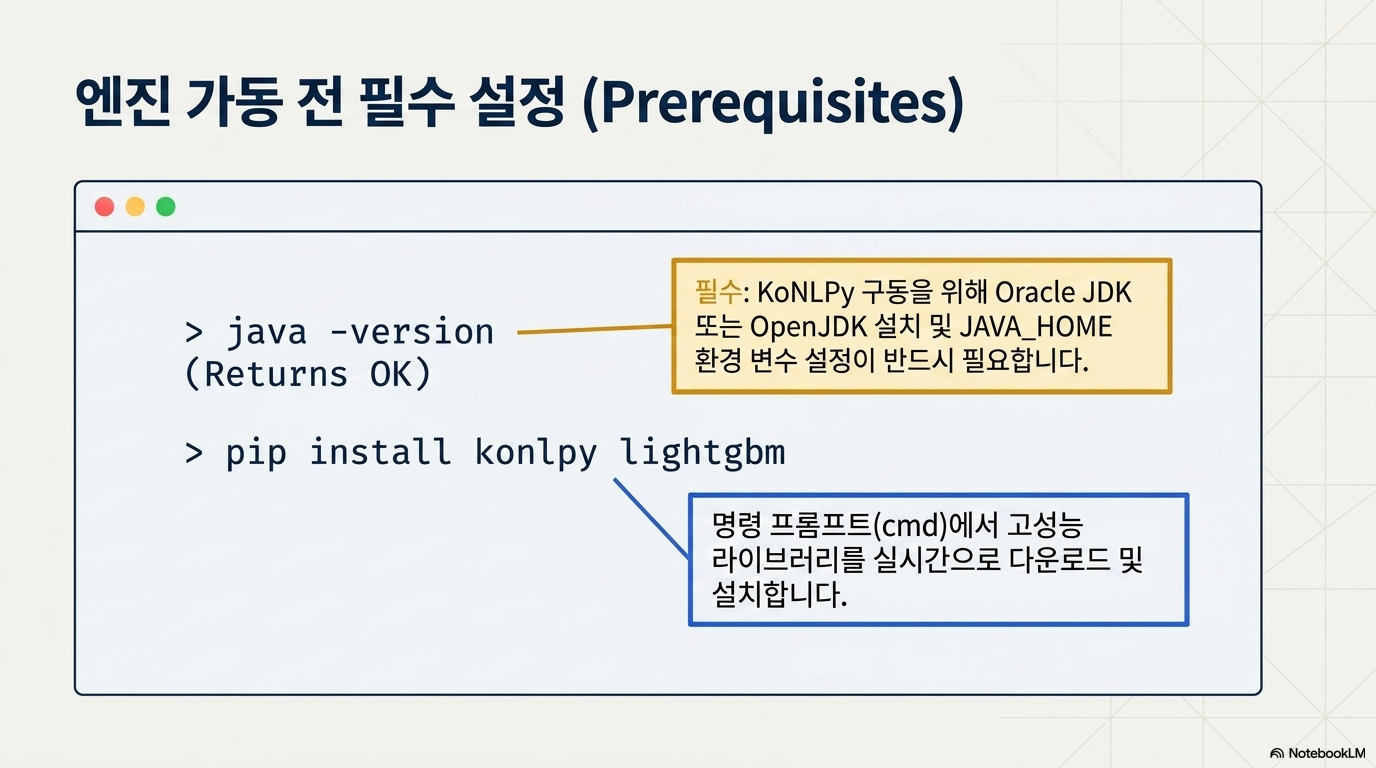 엔진 가동 전 필수 설정 (Prerequisites)
> java -version
(Returns OK)
필수: KoNLPy 구동을 위해 Oracle JDK
또는 OpenJDK 설치 및 JAVA_HOME
환경 변수 설정이 반드시 필요합니다.
> pip install konlpy lightgbm
명령 프롬프트(cmd)에서 고성능
라이브러리를 실시간으로 다운로드 및
설치합니다.
NotebookLM